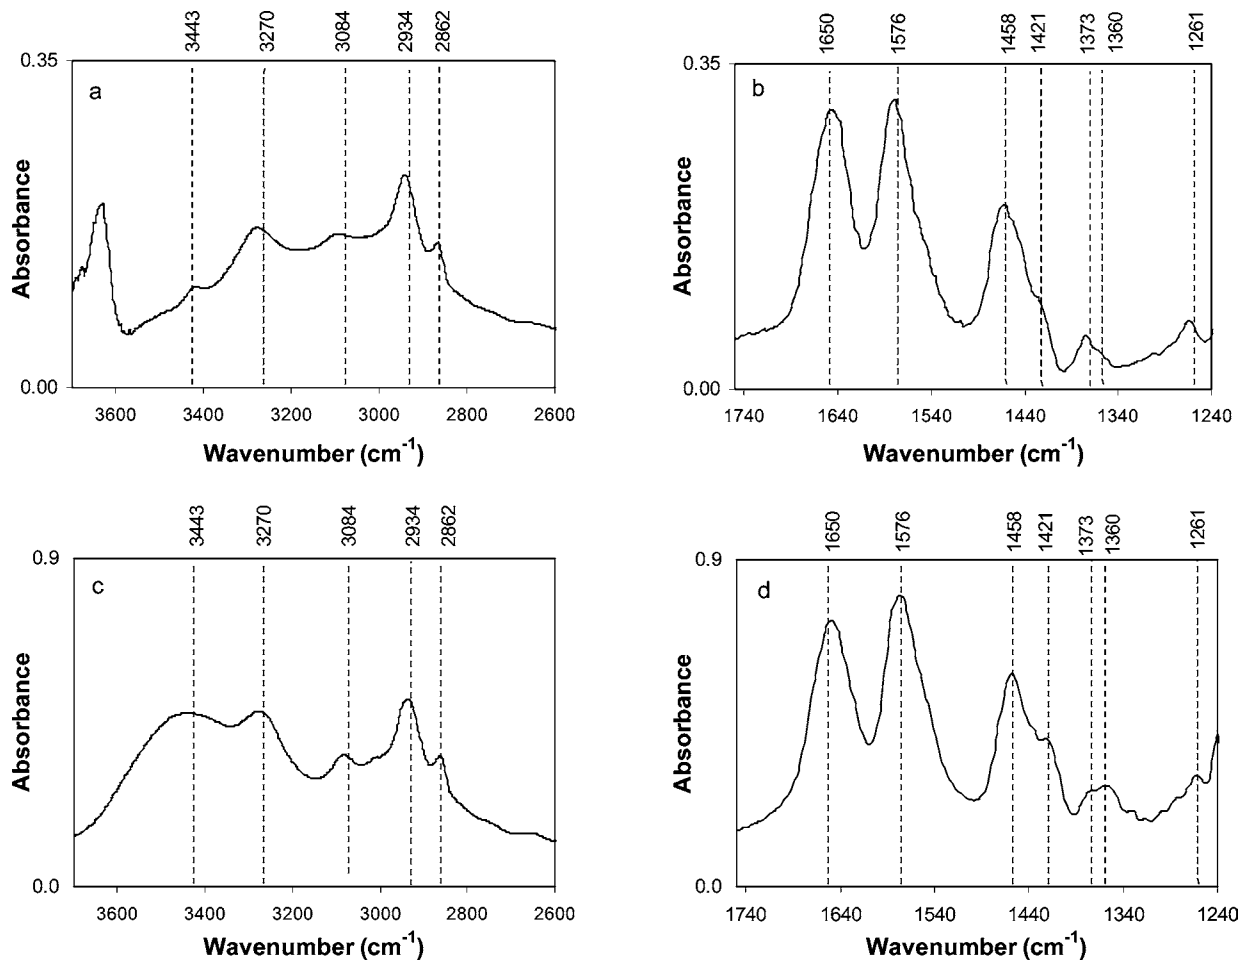 3443 3270 3084 2934 2862
0.35
a
Absorbance
0.00
3600 3400 3200 3000 2800 2600
Wavenumber (cm-1)
1650 1576 1458 1421 1373 1360 1261
0.35
b
Absorbance
0.00
1740 1640 1540 1440 1340 1240
Wavenumber (cm-1)
3443 3270 3084 2934 2862
0.9
c
Absorbance
0.0
3600 3400 3200 3000 2800 2600
Wavenumber (cm-1)
1650 1576 1458 1421 1373 1360 1261
0.9
d
Absorbance
0.0
1740 1640 1540 1440 1340 1240
Wavenumber (cm-1)